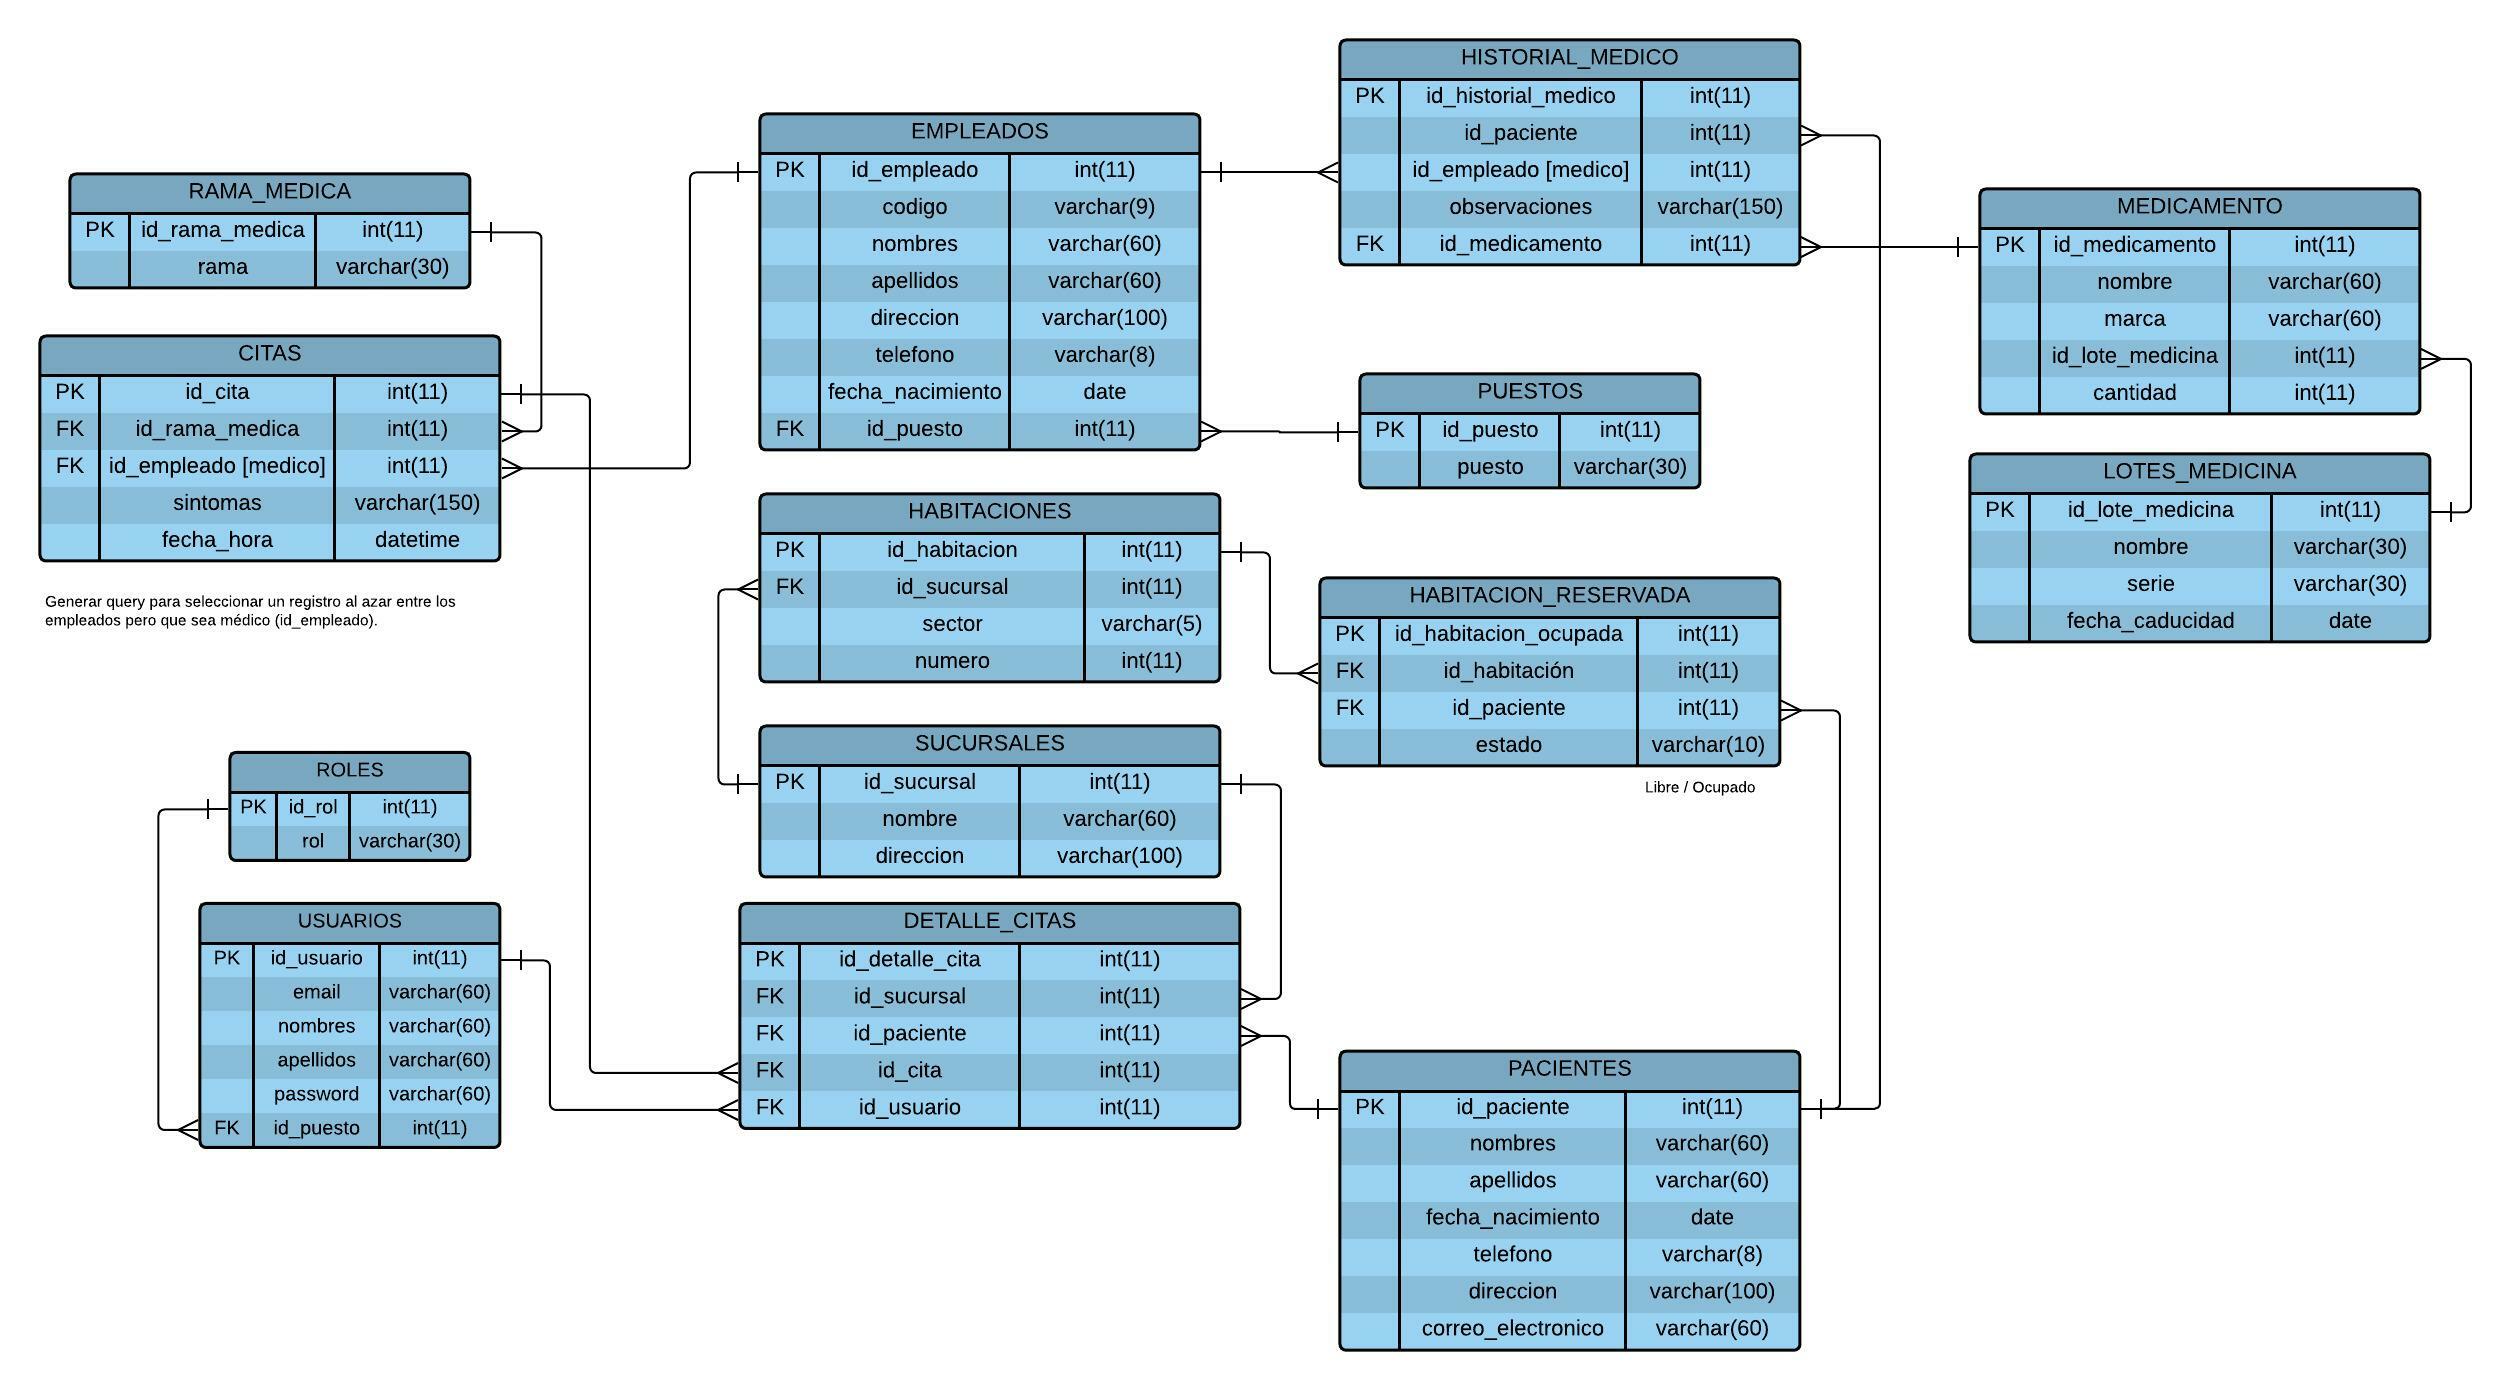 RAMA_MEDICA
PK id_rama_medica int(11)
rama varchar(30)
CITAS
PK id_cita int(11)
FK id_rama_medica int(11)
FK id_empleado [medico] int(11)
sintomas varchar(150)
fecha_hora datetime
Generar query para seleccionar un registro al azar entre los
empleados pero que sea médico (id_empleado).
ROLES
PK id_rol int(11)
rol varchar(30)
USUARIOS
PK id_usuario int(11)
email varchar(60)
nombres varchar(60)
apellidos varchar(60)
password varchar(60)
FK id_puesto int(11)
EMPLEADOS
PK id_empleado int(11)
codigo varchar(9)
nombres varchar(60)
apellidos varchar(60)
direccion varchar(100)
telefono varchar(8)
fecha_nacimiento date
FK id_puesto int(11)
HABITACIONES
PK id_habitacion int(11)
FK id_sucursal int(11)
sector varchar(5)
numero int(11)
SUCURSALES
PK id_sucursal int(11)
nombre varchar(60)
direccion varchar(100)
DETALLE_CITAS
PK id_detalle_cita int(11)
FK id_sucursal int(11)
FK id_paciente int(11)
FK id_cita int(11)
FK id_usuario int(11)
HISTORIAL_MEDICO
PK id_historial_medico int(11)
id_paciente int(11)
id_empleado [medico] int(11)
observaciones varchar(150)
FK id_medicamento int(11)
PUESTOS
PK id_puesto int(11)
puesto varchar(30)
HABITACION_RESERVADA
PK id_habitacion_ocupada int(11)
FK id_habitación int(11)
FK id_paciente int(11)
estado varchar(10)
Libre / Ocupado
PACIENTES
PK id_paciente int(11)
nombres varchar(60)
apellidos varchar(60)
fecha_nacimiento date
telefono varchar(8)
direccion varchar(100)
correo_electronico varchar(60)
MEDICAMENTO
PK id_medicamento int(11)
nombre varchar(60)
marca varchar(60)
id_lote_medicina int(11)
cantidad int(11)
LOTES_MEDICINA
PK id_lote_medicina int(11)
nombre varchar(30)
serie varchar(30)
fecha_caducidad date